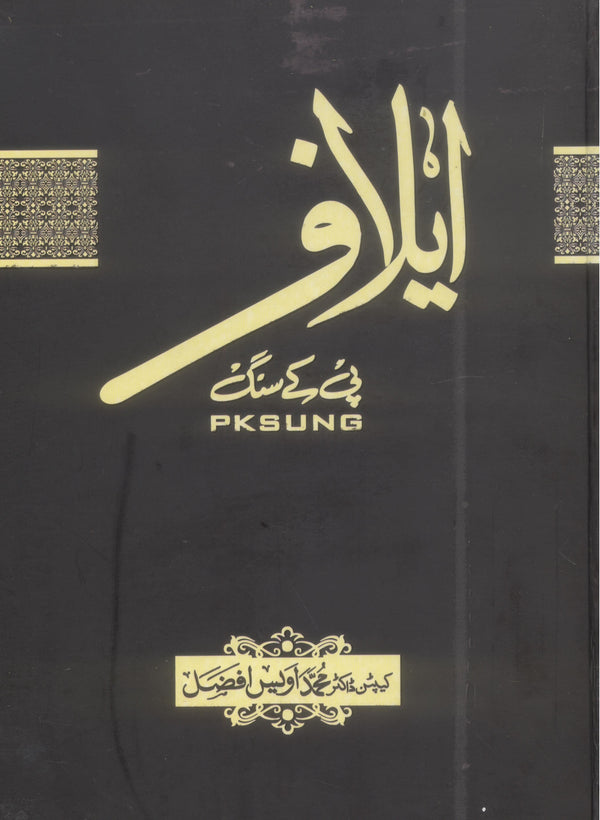 ایلاف
پی کے سنگ
PKSUNG
کیپٹن ڈاکٹر محمد اویس افضل